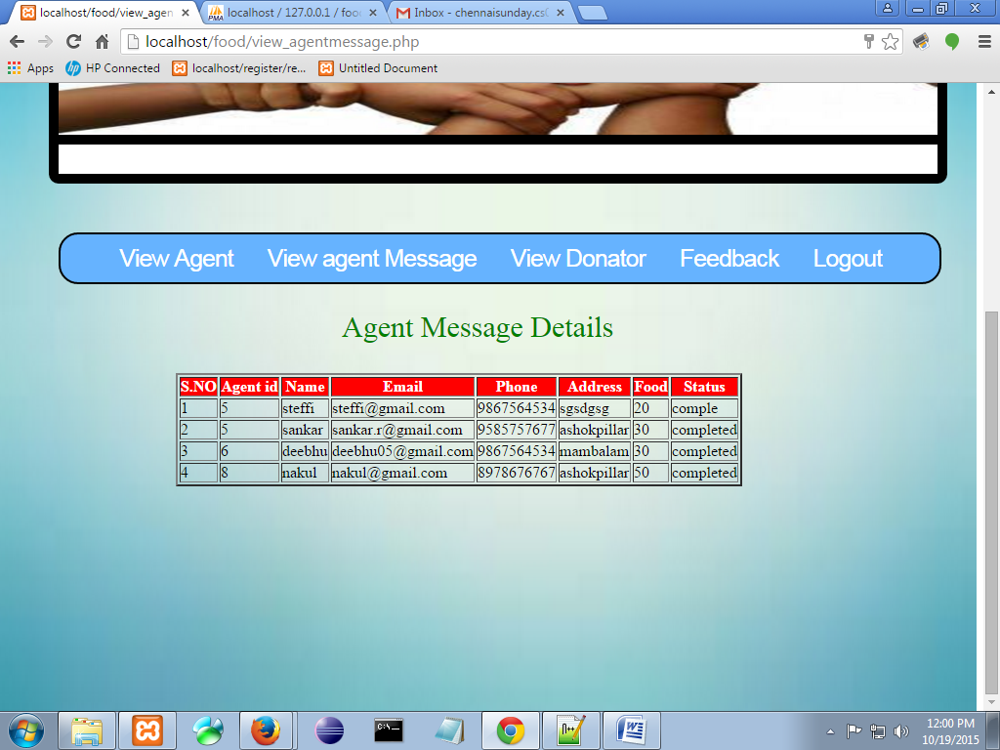 localhost/food/view_agen
localhost / 127.0.0.1 / foo
Inbox - chennaisunday.cs
localhost/food/view_agentmessage.php
Apps HP Connected localhost/register/re... Untitled Document
View Agent View agent Message View Donator Feedback Logout
Agent Message Details
S.NO Agent id Name Email Phone Address Food Status
1 5 steffi steffi@gmail.com 9867564534 sgsdgsg 20 comple
2 5 sankar sankar.r@gmail.com 9585757677 ashokpillar 30 completed
3 6 deebhu deebhu05@gmail.com 9867564534 mambalam 30 completed
4 8 nakul nakul@gmail.com 8978676767 ashokpillar 50 completed
12:00 PM
10/19/2015